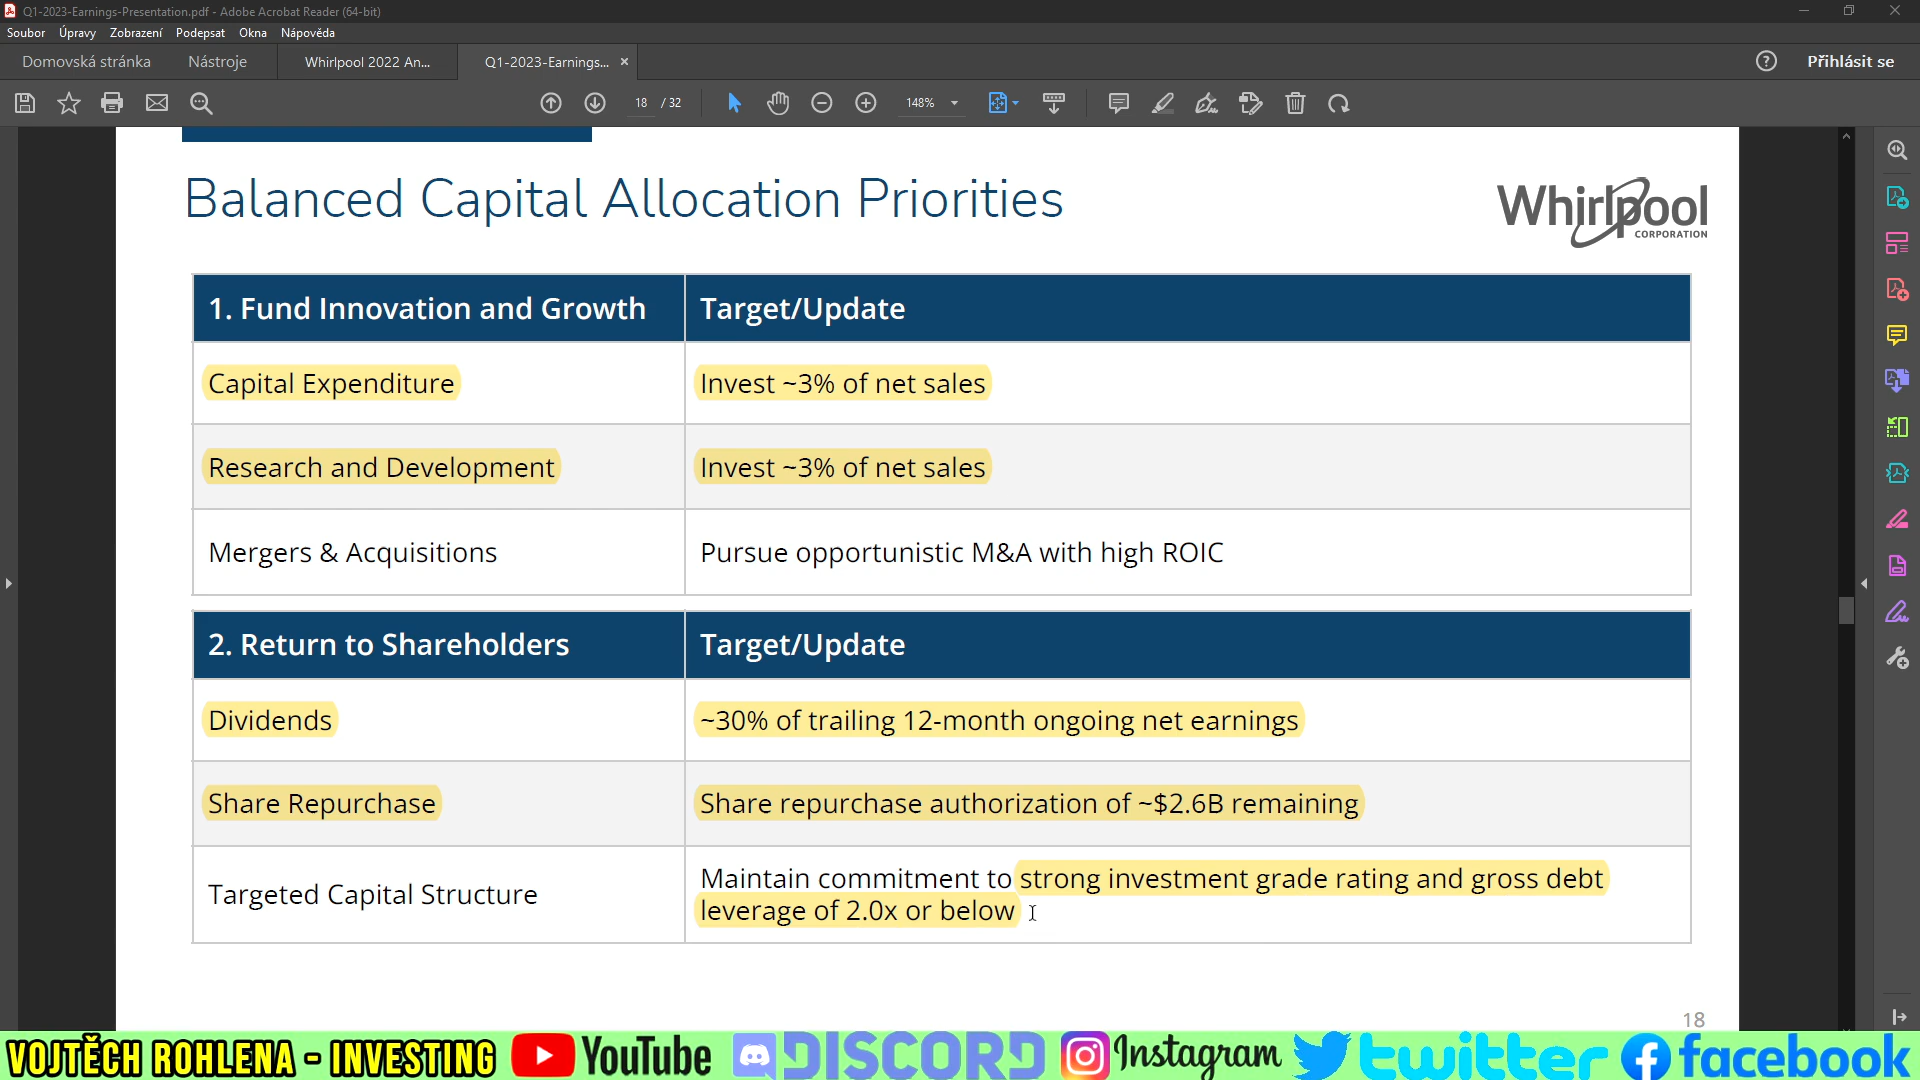 Q1-2023-Earnings-Presentation.pdf - Adobe Acrobat Reader (64-bit)
Soubor Úpravy Zobrazení Podepsat Okna Nápověda
Domovská stránka Nástroje Whirlpool 2022 An... Q1-2023-Earnings... × ? Přihlásit se
18 / 32 148%
Balanced Capital Allocation Priorities
Whirlpool
CORPORATION
1. Fund Innovation and Growth Target/Update
Capital Expenditure Invest ~3% of net sales
Research and Development Invest ~3% of net sales
Mergers & Acquisitions Pursue opportunistic M&A with high ROIC
2. Return to Shareholders Target/Update
Dividends ~30% of trailing 12-month ongoing net earnings
Share Repurchase Share repurchase authorization of ~$2.6B remaining
Targeted Capital Structure Maintain commitment to strong investment grade rating and gross debt
leverage of 2.0x or below
18
VOJTĚCH ROHLENA - INVESTING YouTube DISCORD Instagram twitter facebook